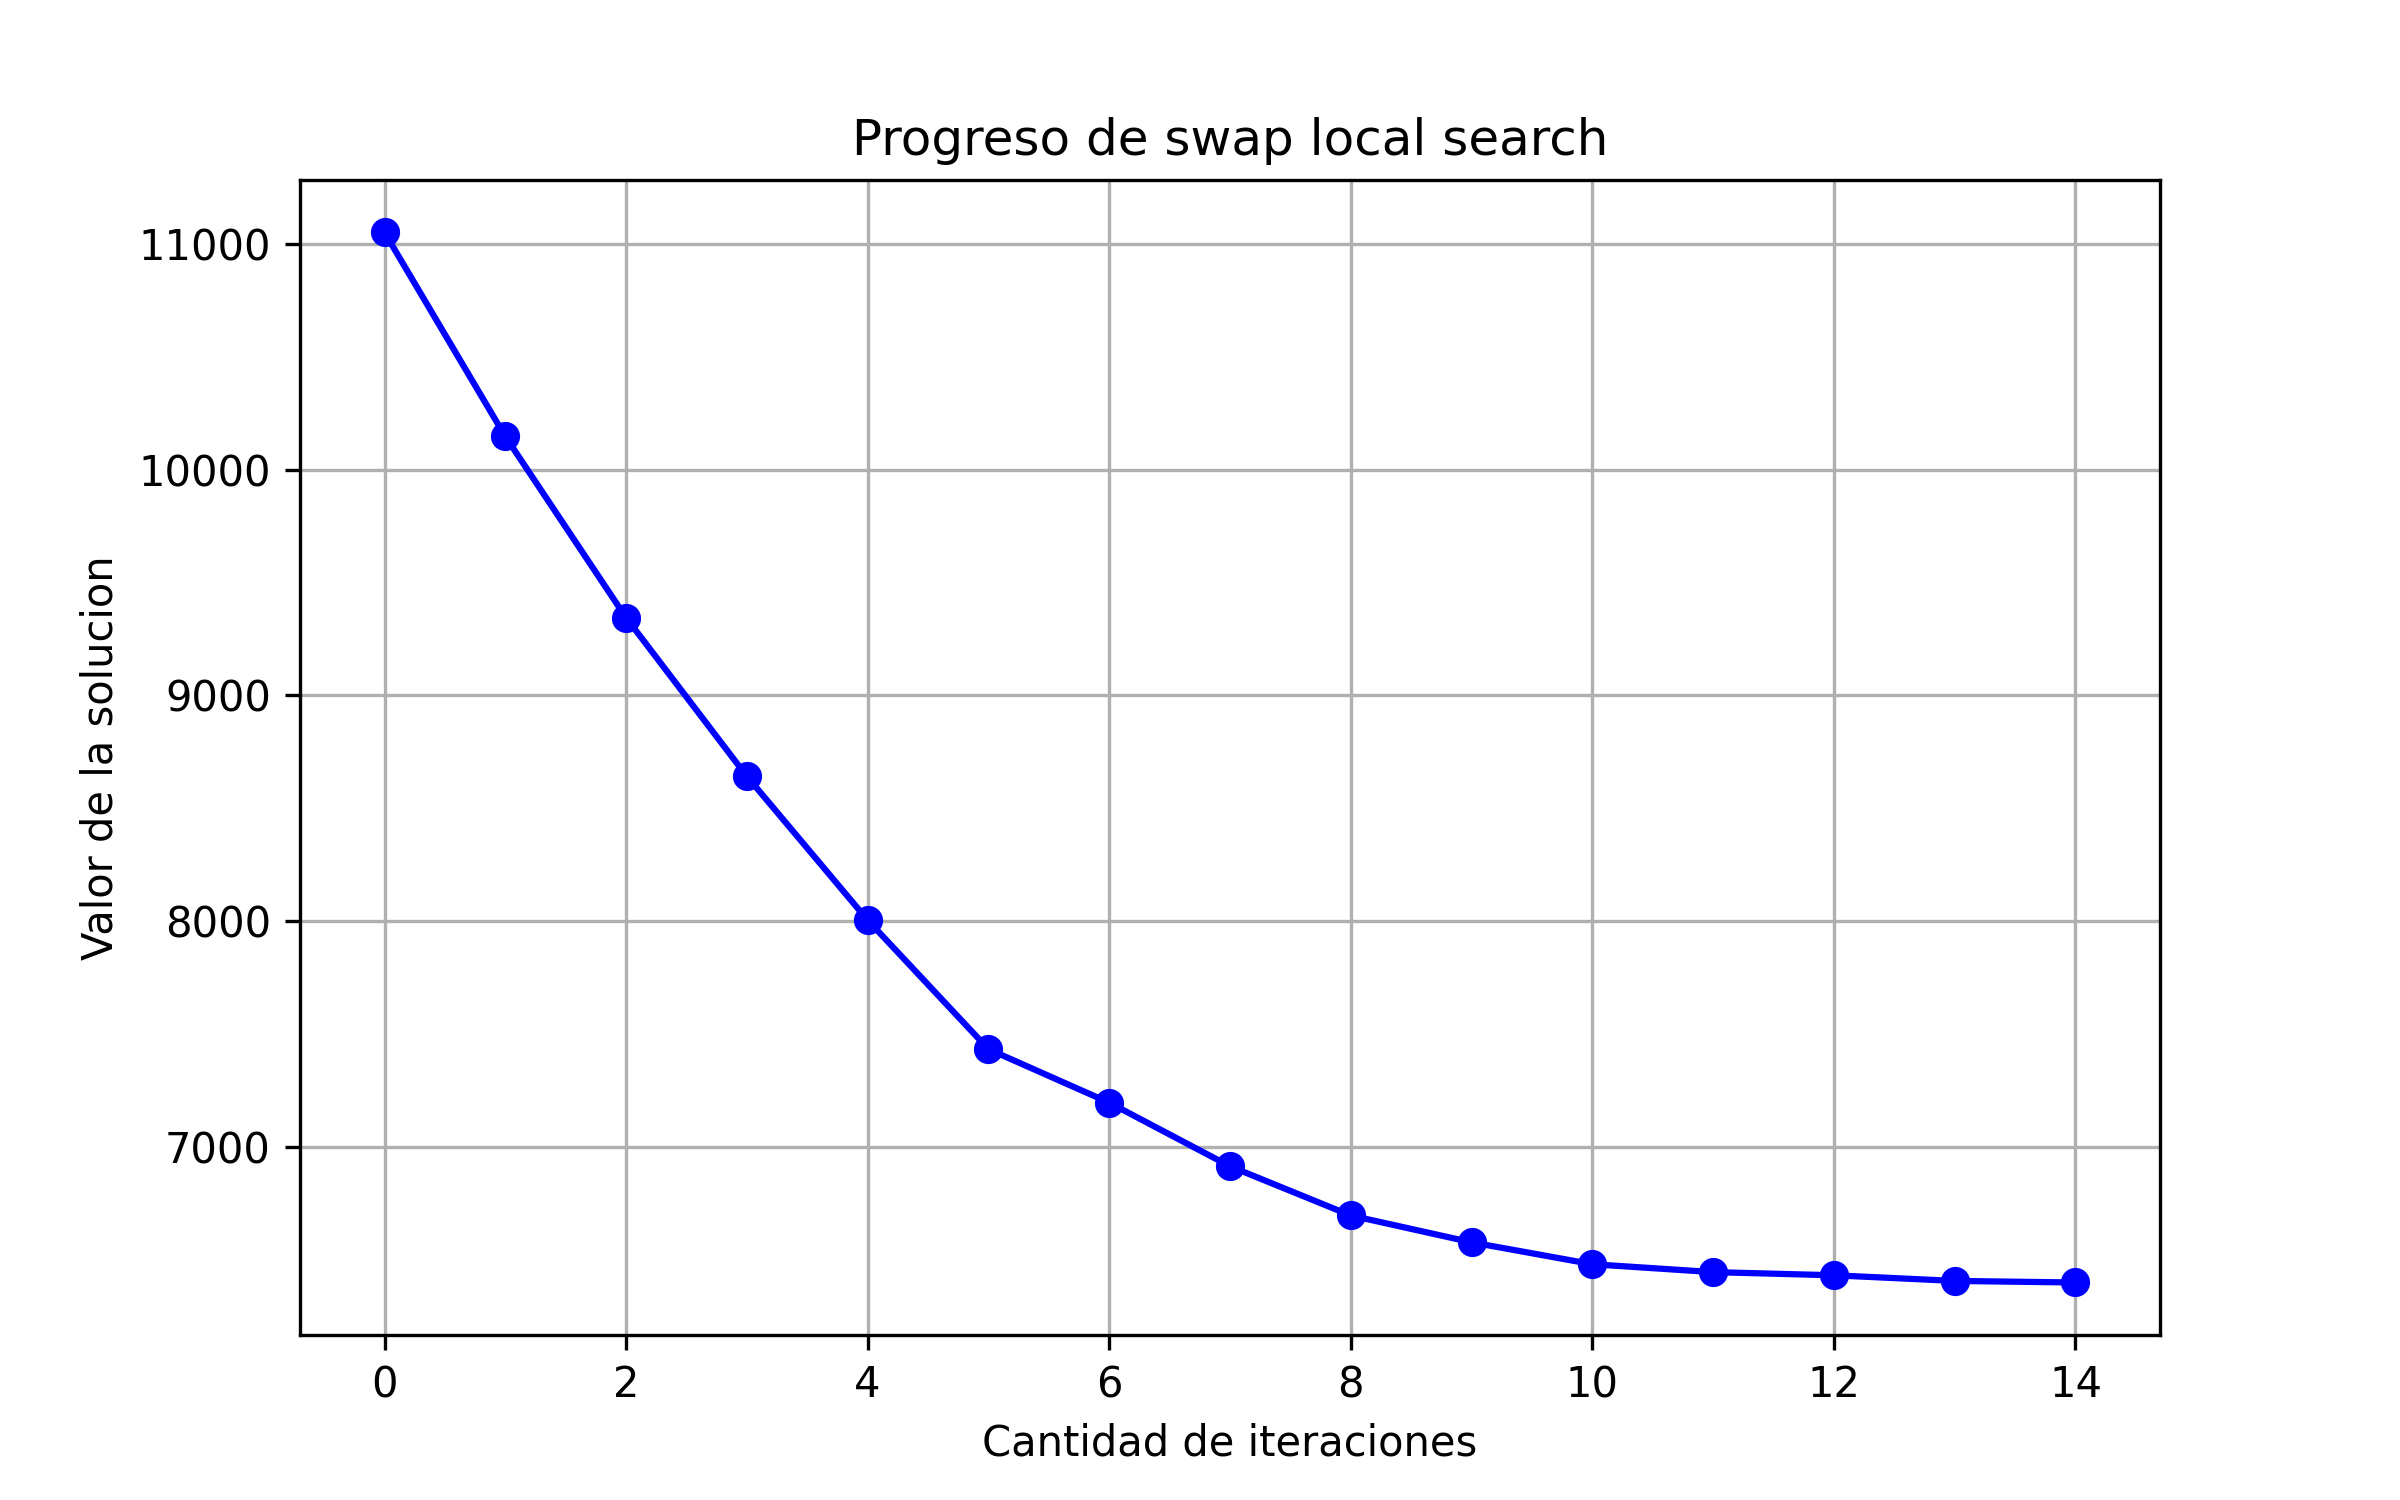 Progreso de swap local search
11000
10000
9000
8000
7000
Valor de la solucion
0 2 4 6 8 10 12 14
Cantidad de iteraciones